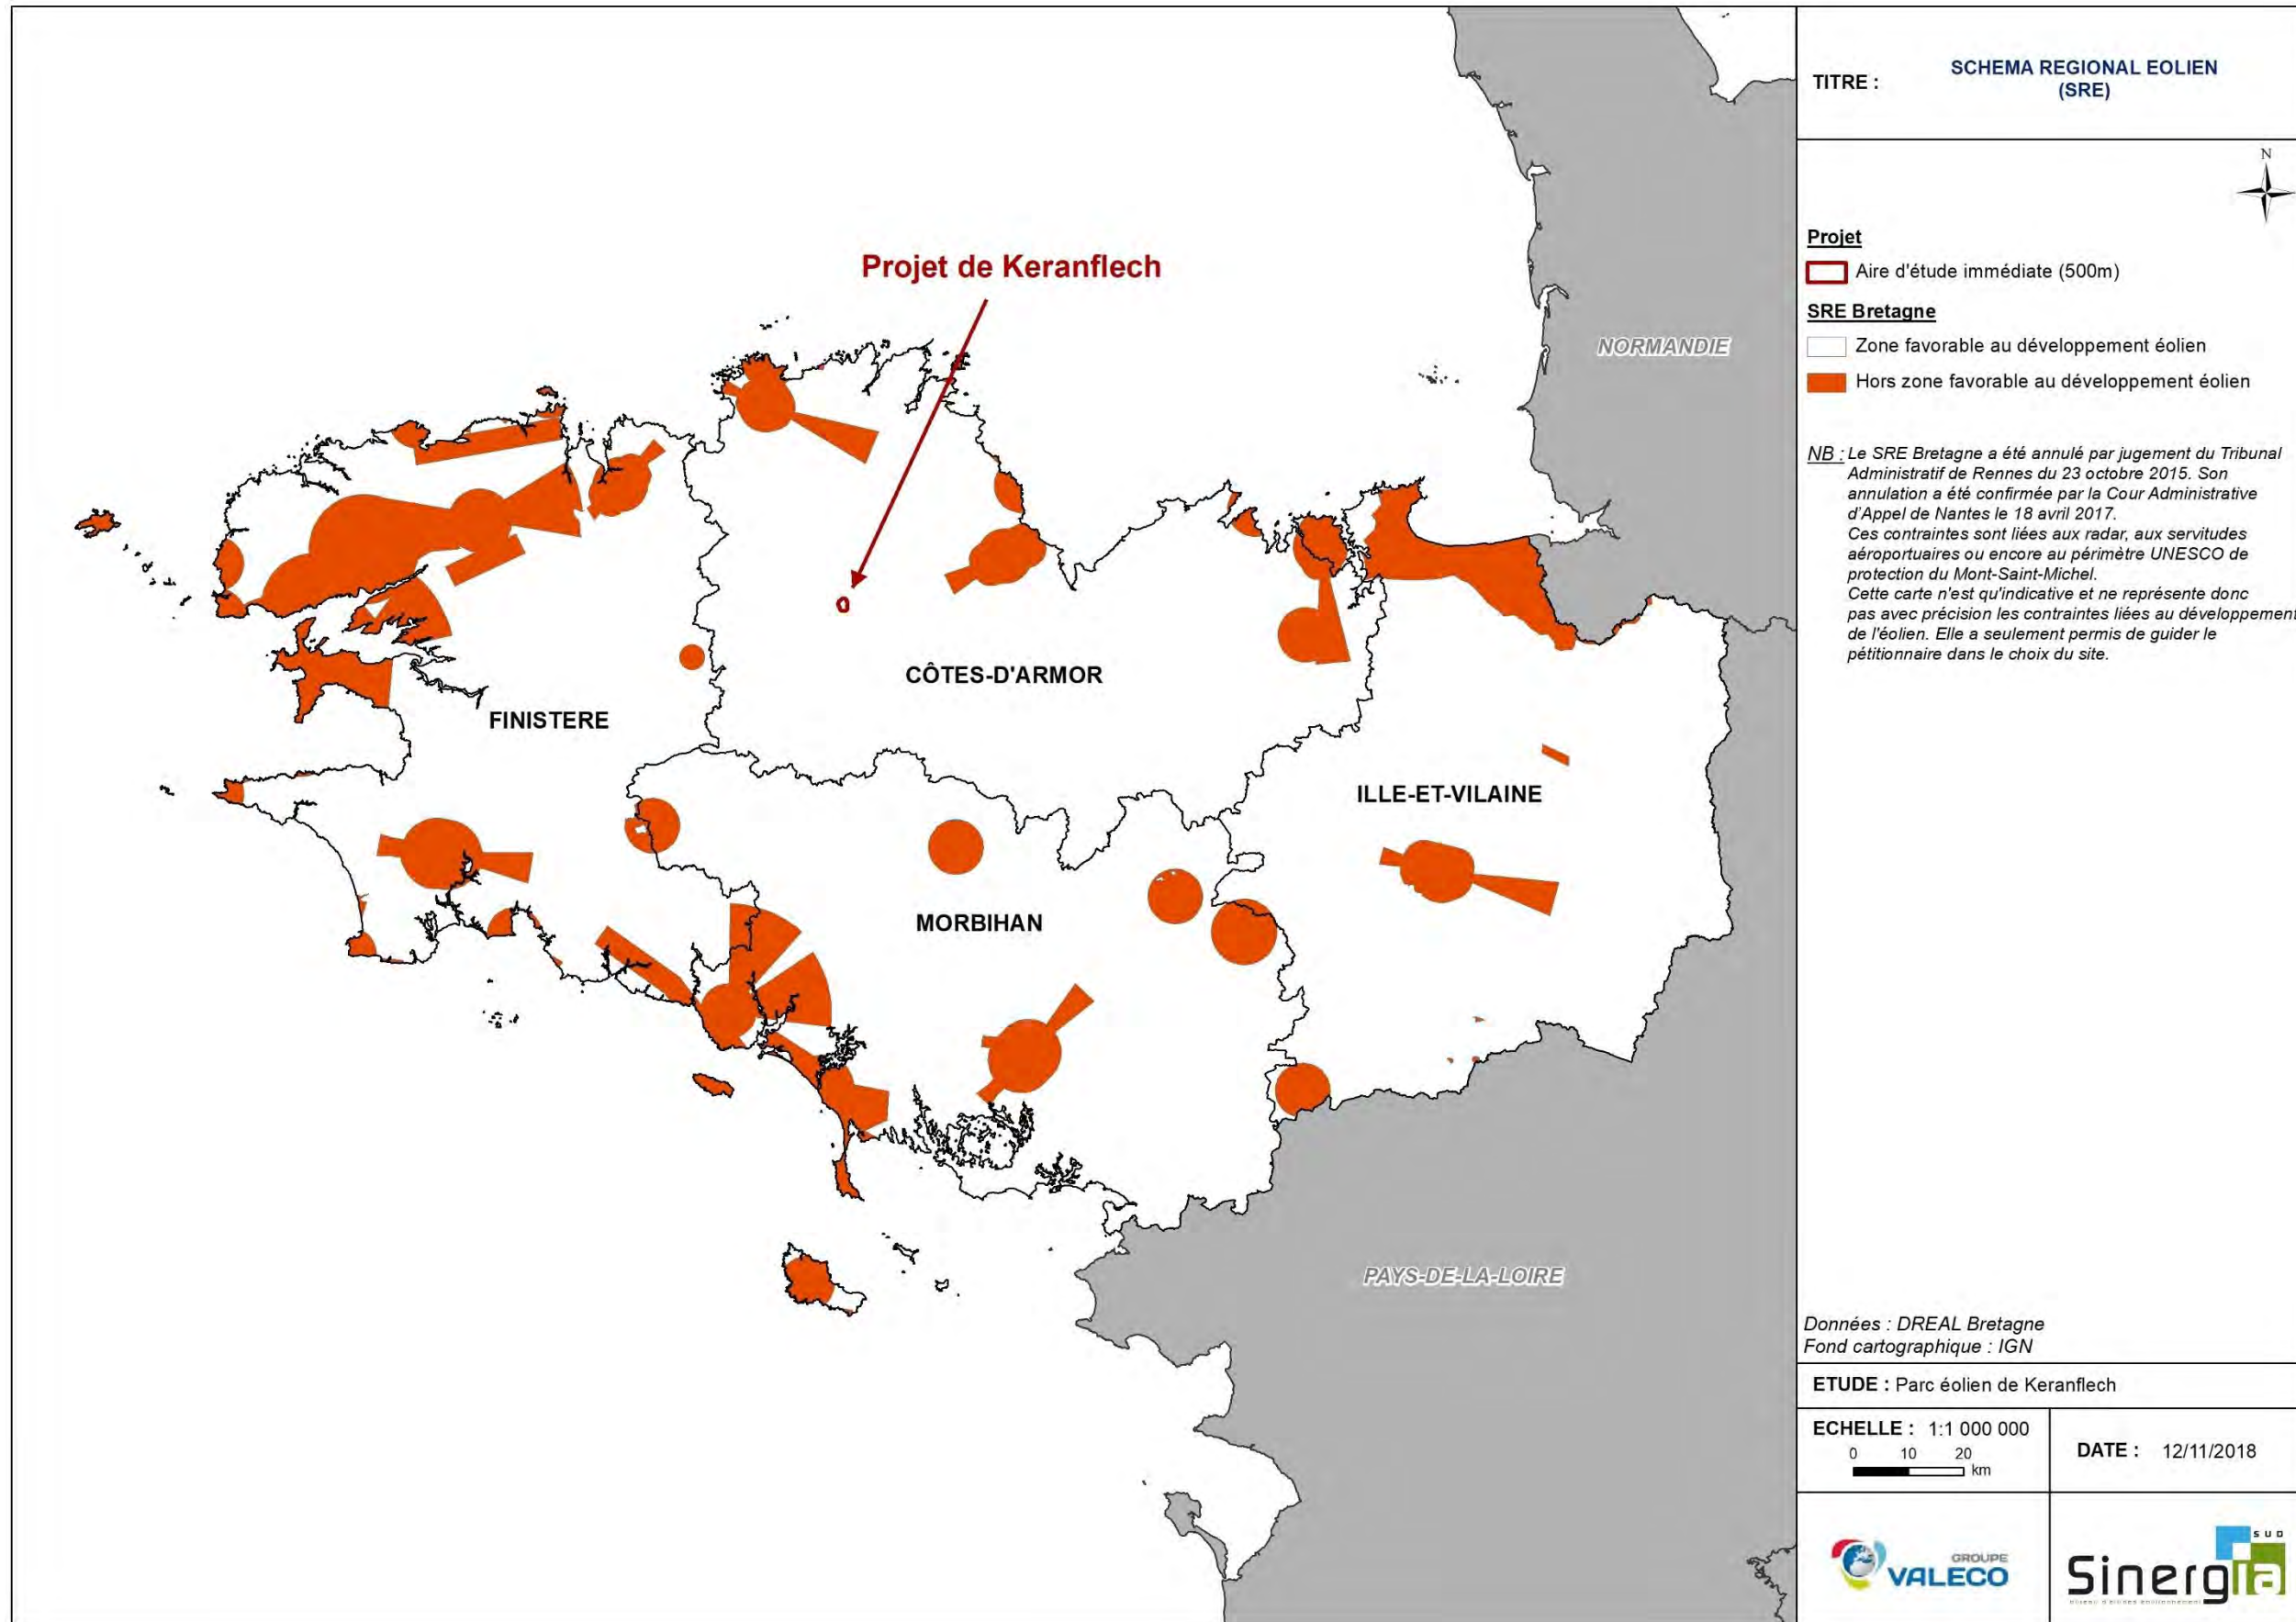 TITRE :
SCHEMA REGIONAL EOLIEN
(SRE)
N
Projet
Aire d'étude immédiate (500m)
SRE Bretagne
Zone favorable au développement éolien
Hors zone favorable au développement éolien
NB : Le SRE Bretagne a été annulé par jugement du Tribunal
Administratif de Rennes du 23 octobre 2015. Son
annulation a été confirmée par la Cour Administrative
d'Appel de Nantes le 18 avril 2017.
Ces contraintes sont liées aux radar, aux servitudes
aéroportuaires ou encore au périmètre UNESCO de
protection du Mont-Saint-Michel.
Cette carte n'est qu'indicative et ne représente donc
pas avec précision les contraintes liées au développement
de l'éolien. Elle a seulement permis de guider le
pétitionnaire dans le choix du site.
Projet de Keranflech
NORMANDIE
CÔTES-D'ARMOR
FINISTERE
ILLE-ET-VILAINE
MORBIHAN
PAYS-DE-LA-LOIRE
Données : DREAL Bretagne
Fond cartographique : IGN
ETUDE : Parc éolien de Keranflech
ECHELLE : 1:1 000 000
0 10 20
km
DATE : 12/11/2018
GROUPE
VALECO
SUD
Sinergia